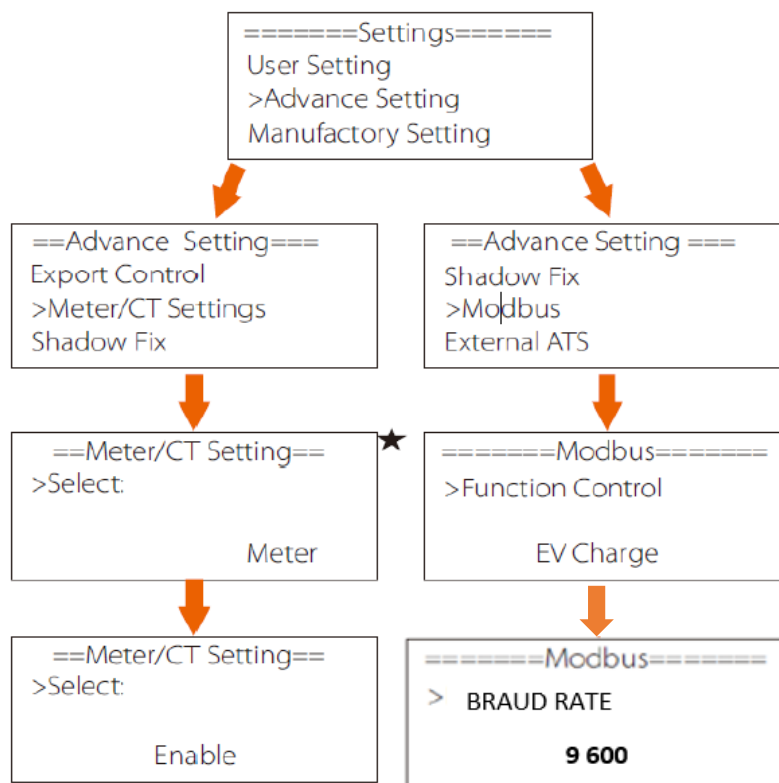 =======Settings======
User Setting
>Advance Setting
Manufactory Setting
==Advance Setting===
Export Control
>Meter/CT Settings
Shadow Fix
==Advance Setting ===
Shadow Fix
>Modbus
External ATS
==Meter/CT Setting==
>Select:
Meter
=======Modbus=======
>Function Control
EV Charge
==Meter/CT Setting==
>Select:
Enable
=======Modbus=======
> BRAUD RATE
9 600